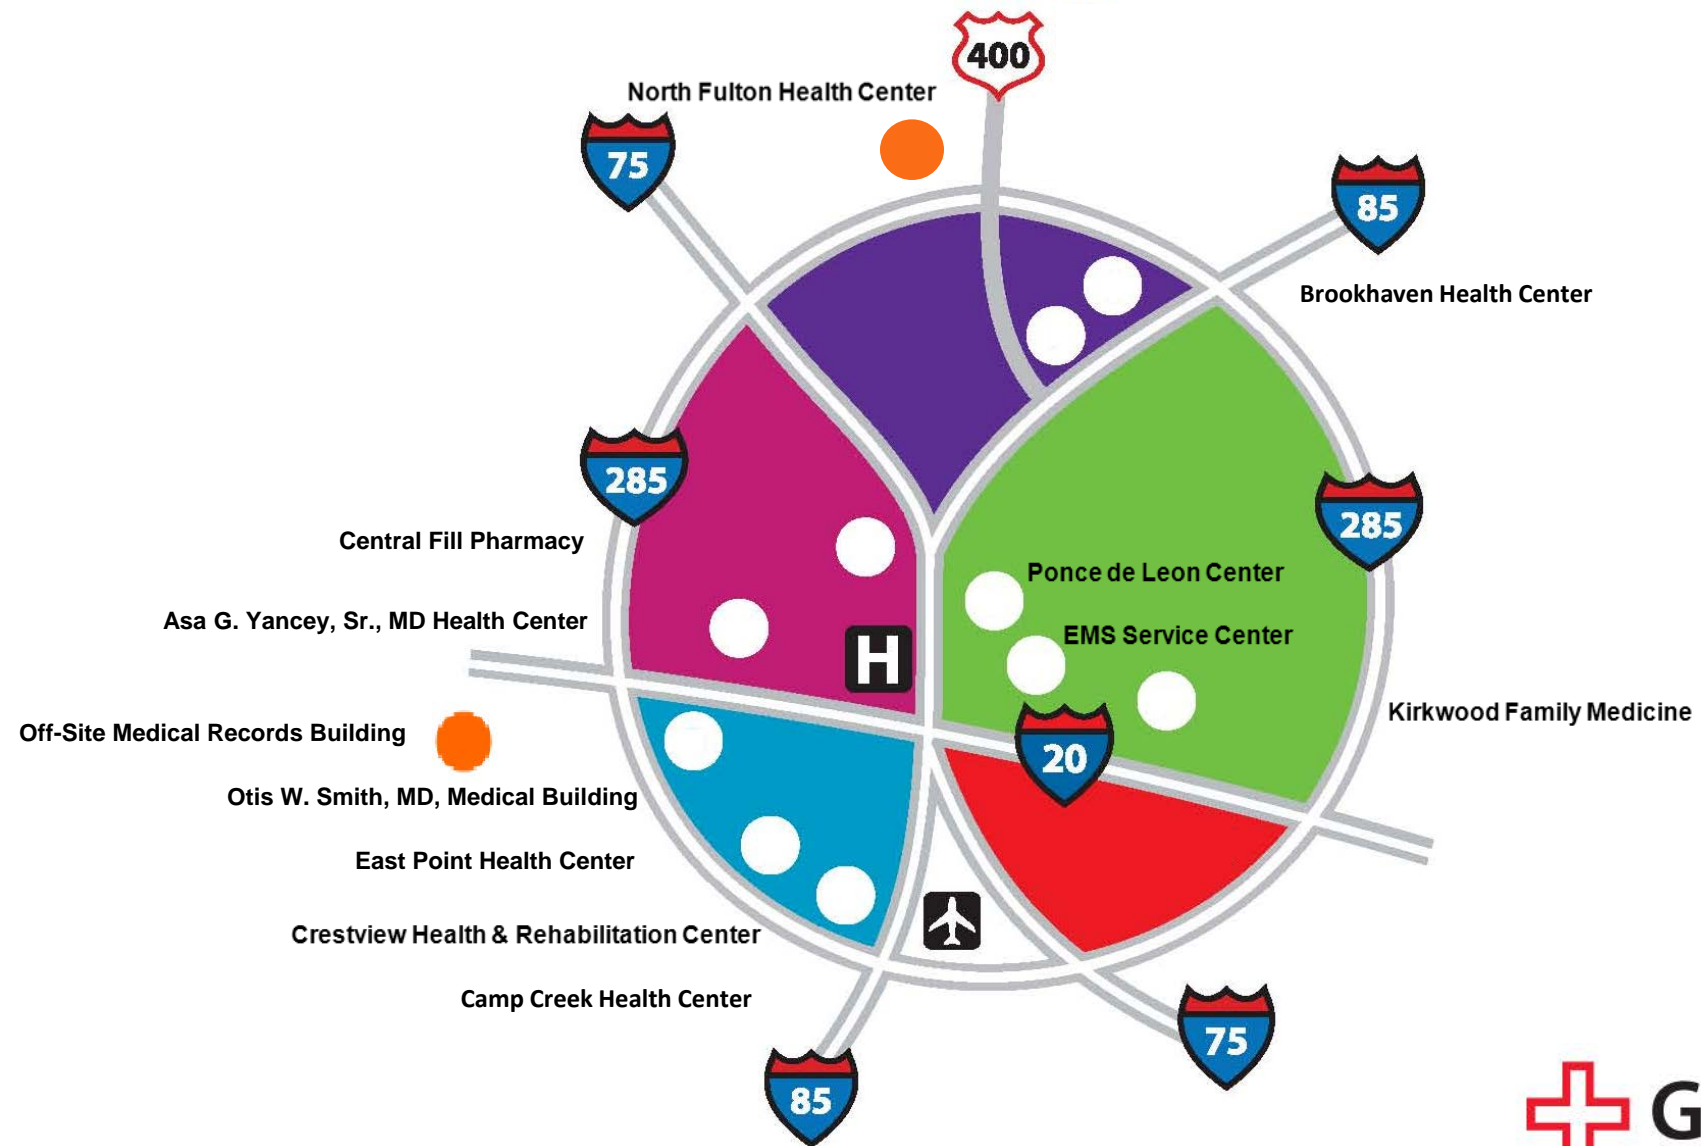 400
North Fulton Health Center
75
85
Brookhaven Health Center
285
285
Central Fill Pharmacy
Ponce de Leon Center
Asa G. Yancey, Sr., MD Health Center
EMS Service Center
H
Kirkwood Family Medicine
Off-Site Medical Records Building
20
Otis W. Smith, MD, Medical Building
East Point Health Center
Crestview Health & Rehabilitation Center
Camp Creek Health Center
75
85
G